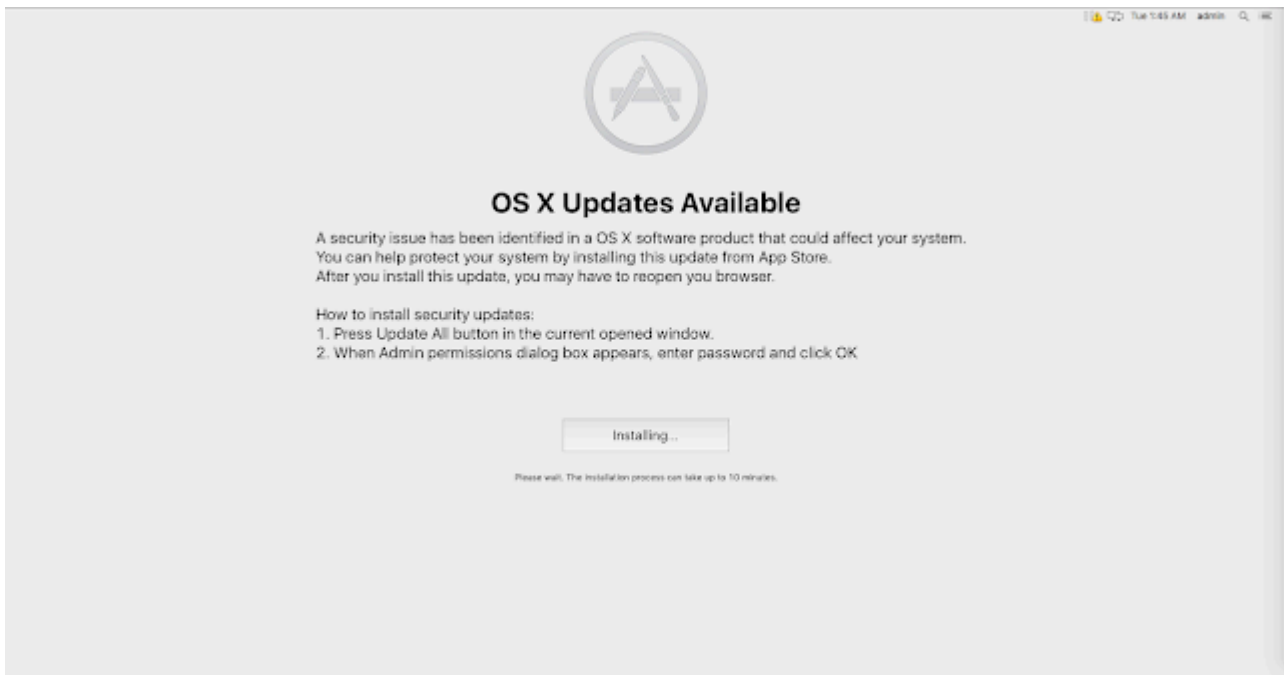 Tue 1:45 AM admin
OS X Updates Available
A security issue has been identified in a OS X software product that could affect your system.
You can help protect your system by installing this update from App Store.
After you install this update, you may have to reopen you browser.
How to install security updates:
1. Press Update All button in the current opened window.
2. When Admin permissions dialog box appears, enter password and click OK
Installing...
Please wait. The installation process can take up to 10 minutes.